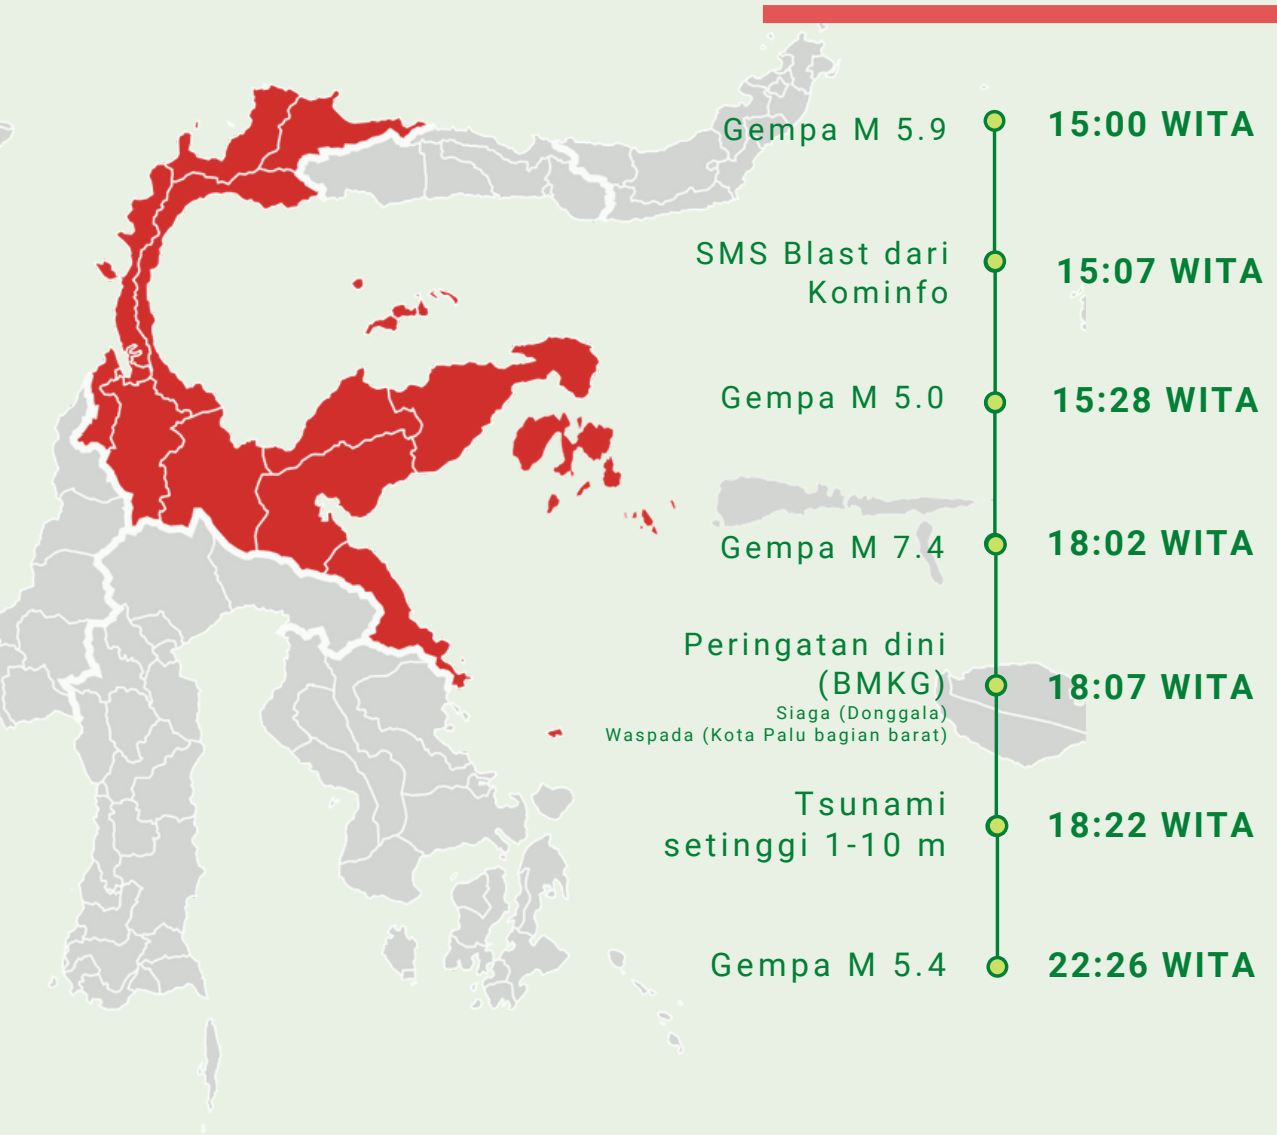 Gempa M 5.9
15:00 WITA
SMS Blast dari
Kominfo
15:07 WITA
Gempa M 5.0
15:28 WITA
Gempa M 7.4
18:02 WITA
Peringatan dini
(BMKG)
Siaga (Donggala)
Waspada (Kota Palu bagian barat)
18:07 WITA
Tsunami
setinggi 1-10 m
18:22 WITA
Gempa M 5.4
22:26 WITA